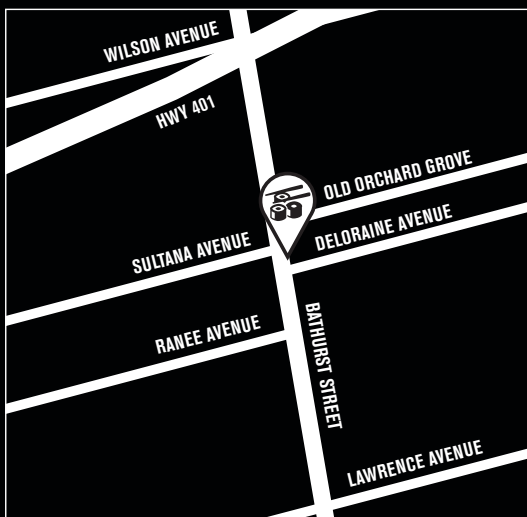 WILSON AVENUE
HWY 401
OLD ORCHARD GROVE
DELORAINE AVENUE
SULTANA AVENUE
RANEE AVENUE
BATHURST STREET
LAWRENCE AVENUE